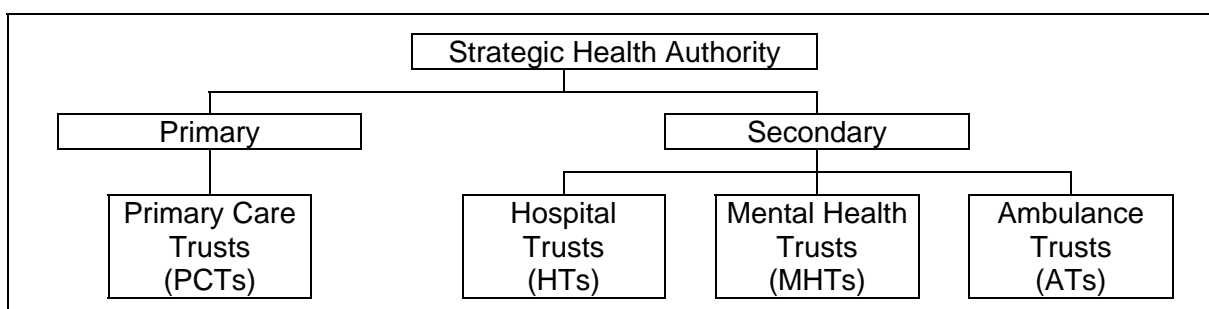 Strategic Health Authority
Primary
Secondary
Primary Care
Trusts
(PCTs)
Hospital
Trusts
(HTs)
Mental Health
Trusts
(MHTs)
Ambulance
Trusts
(ATs)